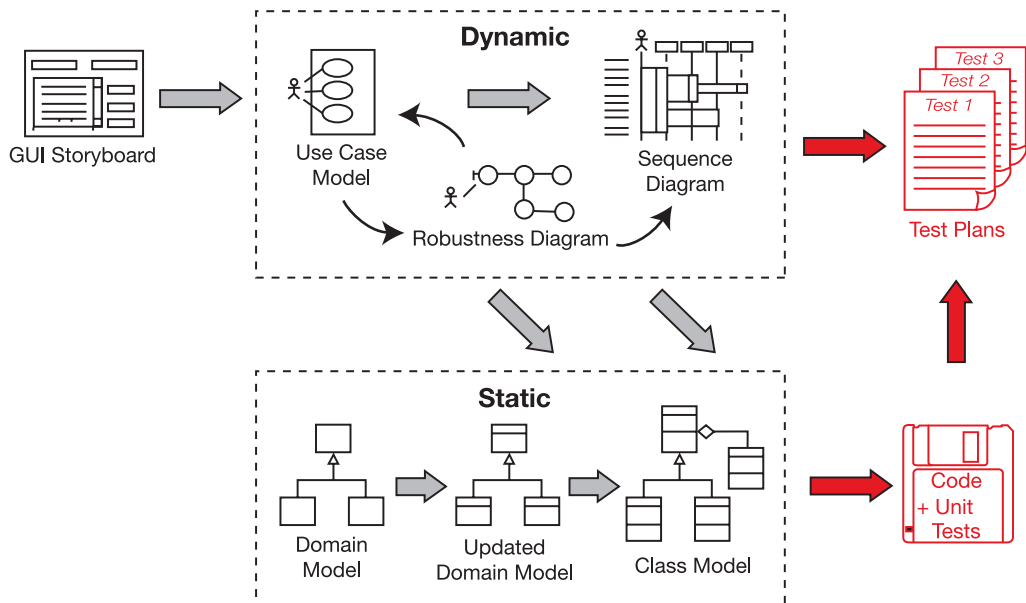 Dynamic
GUI Storyboard
Use Case
Model
Robustness Diagram
Sequence
Diagram
Test 3
Test 2
Test 1
Test Plans
Static
Domain
Model
Updated
Domain Model
Class Model
Code
+ Unit
Tests